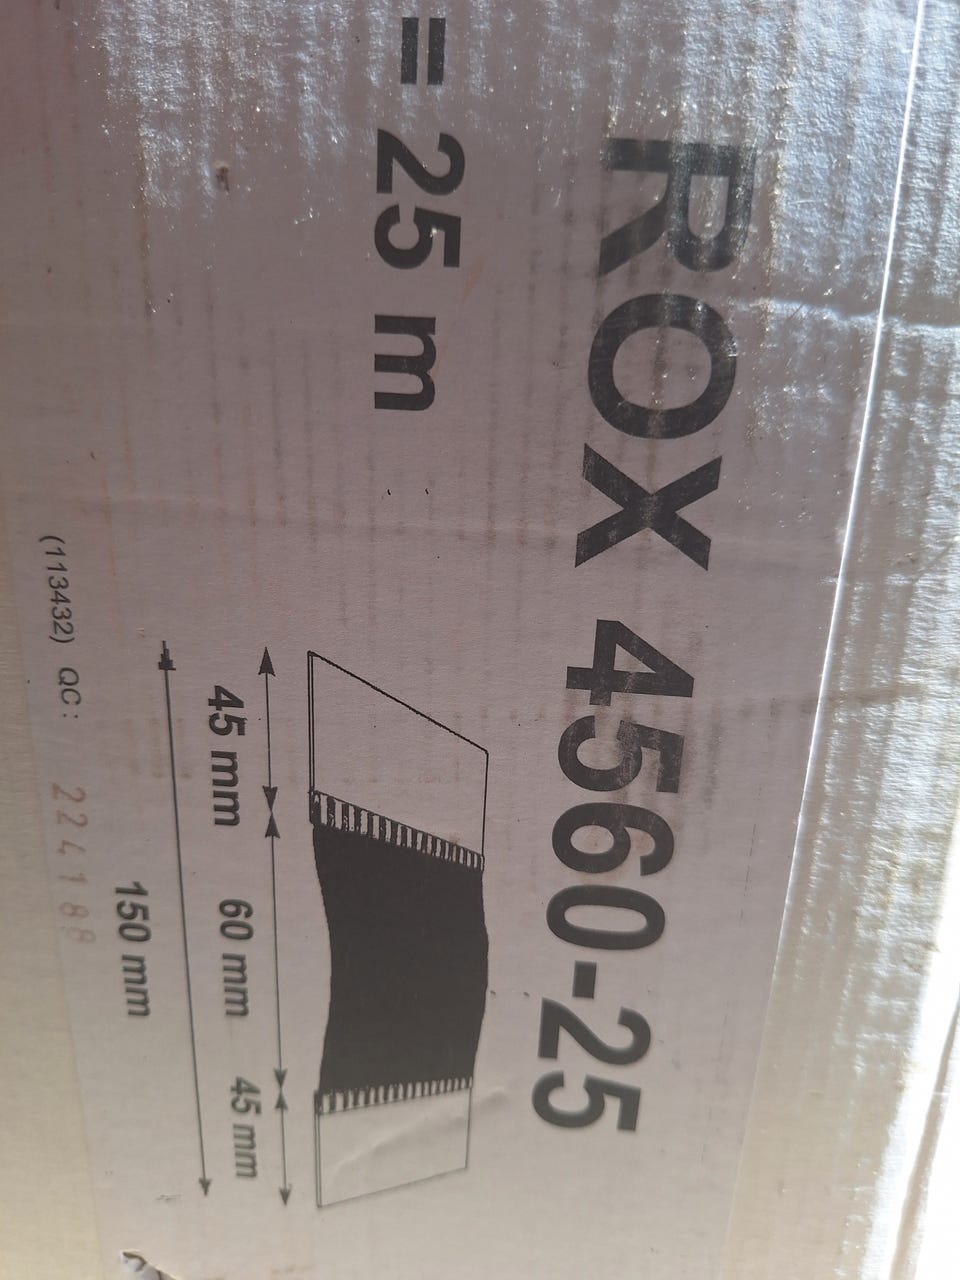 ROX 4560-25
= 25 m
45 mm 60 mm 45 mm
150 mm
(113432) QC: 224188